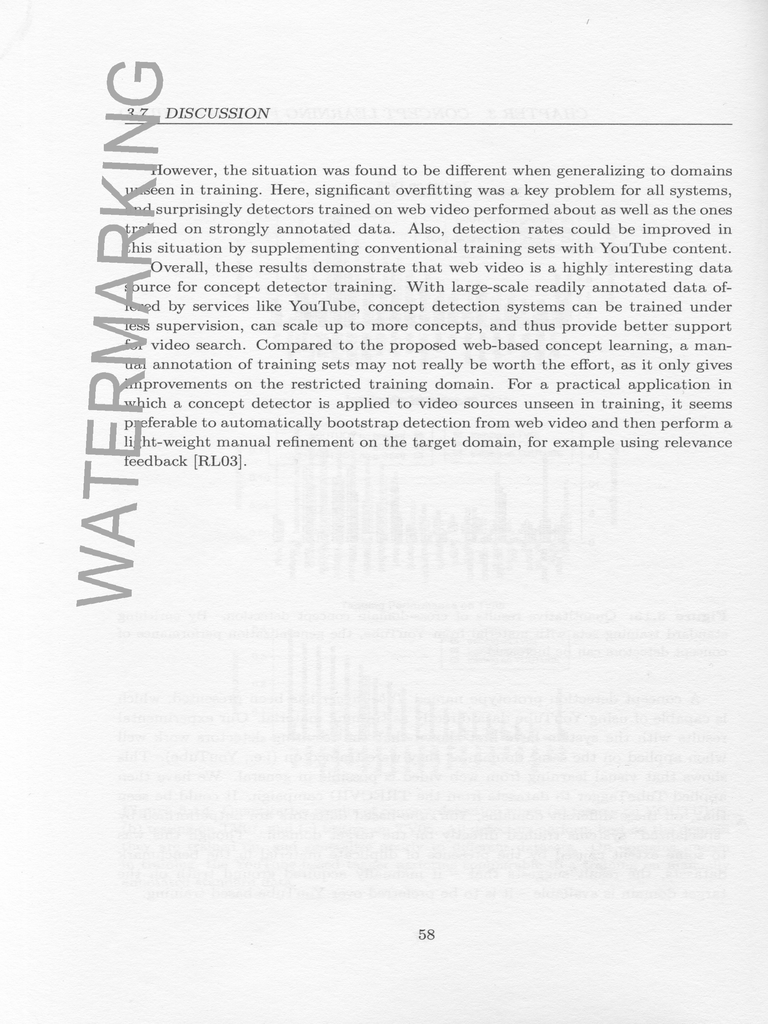 3.7 DISCUSSION
However, the situation was found to be different when generalizing to domains
unseen in training. Here, significant overfitting was a key problem for all systems,
and surprisingly detectors trained on web video performed about as well as the ones
trained on strongly annotated data. Also, detection rates could be improved in
this situation by supplementing conventional training sets with YouTube content.
Overall, these results demonstrate that web video is a highly interesting data
source for concept detector training. With large-scale readily annotated data of-
fered by services like YouTube, concept detection systems can be trained under
less supervision, can scale up to more concepts, and thus provide better support
for video search. Compared to the proposed web-based concept learning, a man-
ual annotation of training sets may not really be worth the effort, as it only gives
improvements on the restricted training domain. For a practical application in
which a concept detector is applied to video sources unseen in training, it seems
preferable to automatically bootstrap detection from web video and then perform a
light-weight manual refinement on the target domain, for example using relevance
feedback [RL03].
WATERMARKING
58